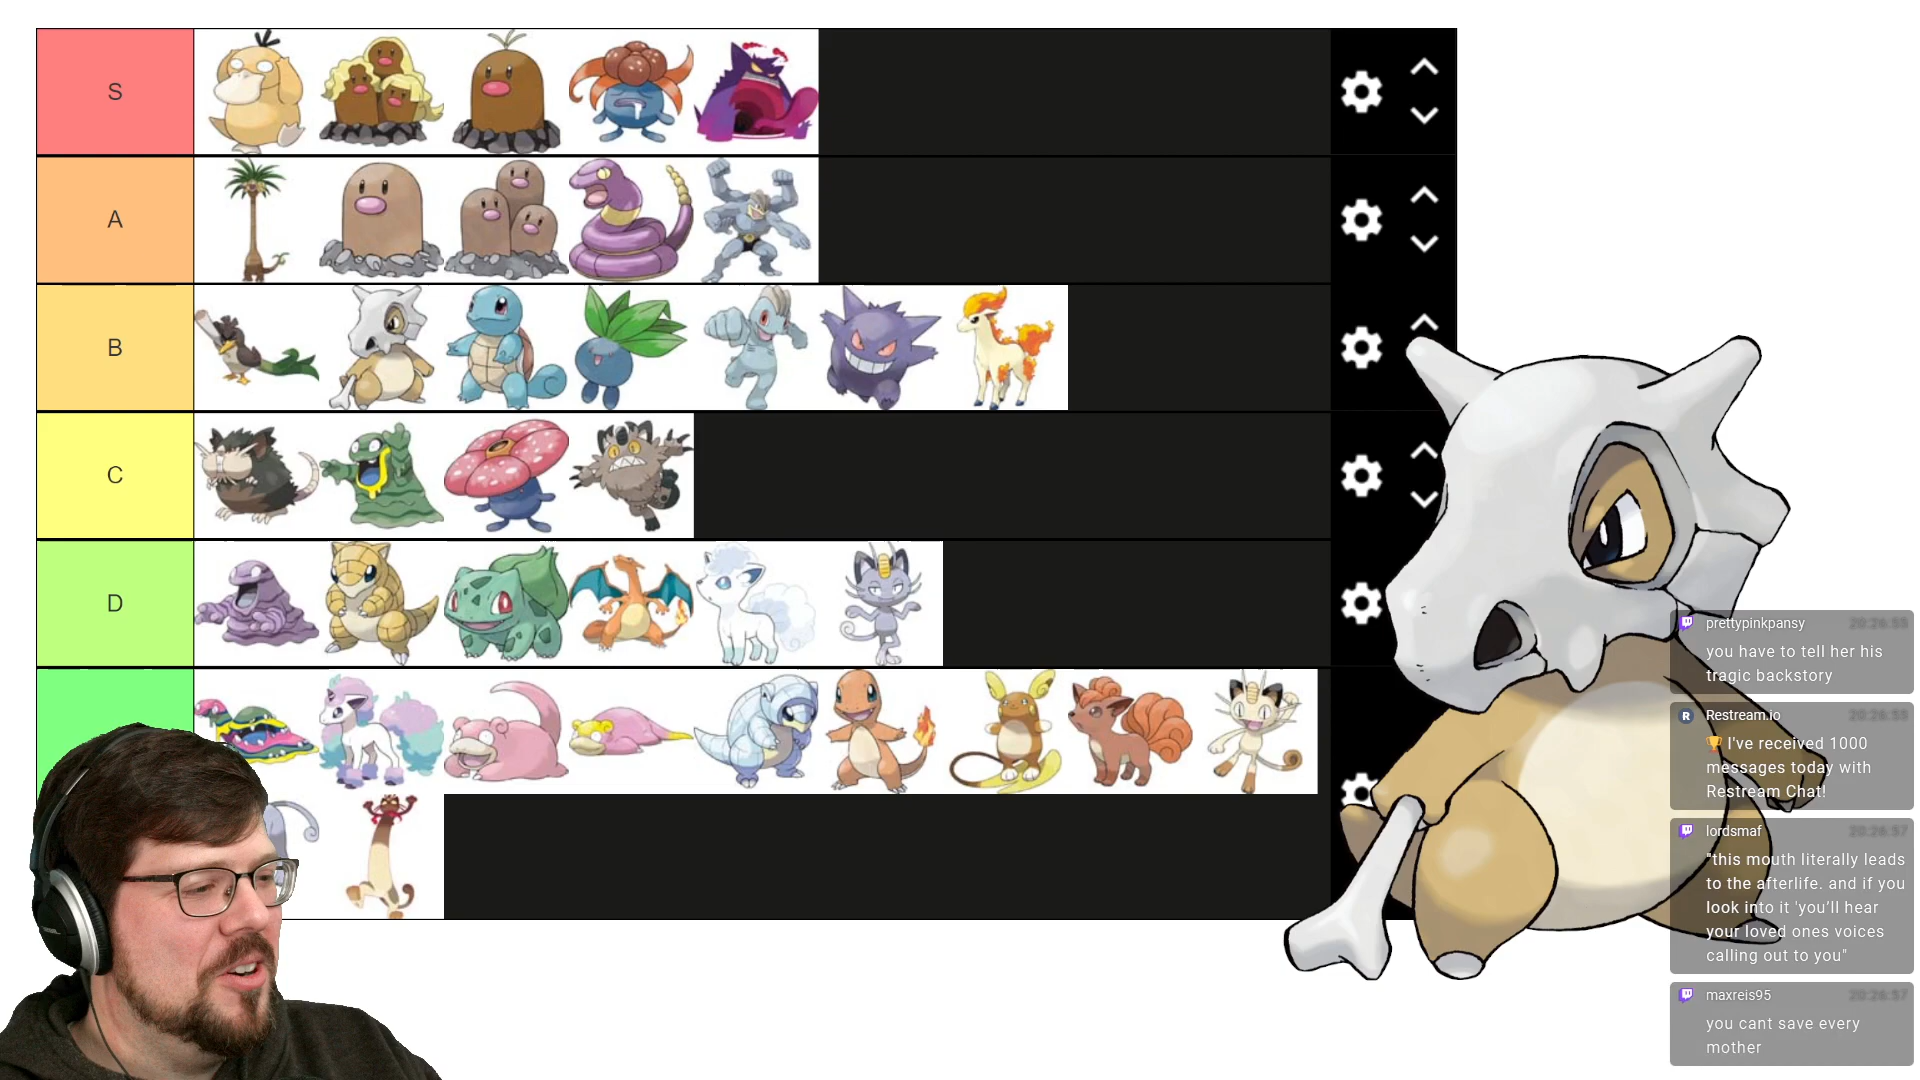 S
A
B
C
D
prettypinkpansy
you have to tell her his
tragic backstory
R
Restream.io
🏆 I've received 1000
messages today with
Restream Chat!
lordsmaf
"this mouth literally leads
to the afterlife. and if you
look into it 'you'll hear
your loved ones voices
calling out to you"
maxreis95
you cant save every
mother